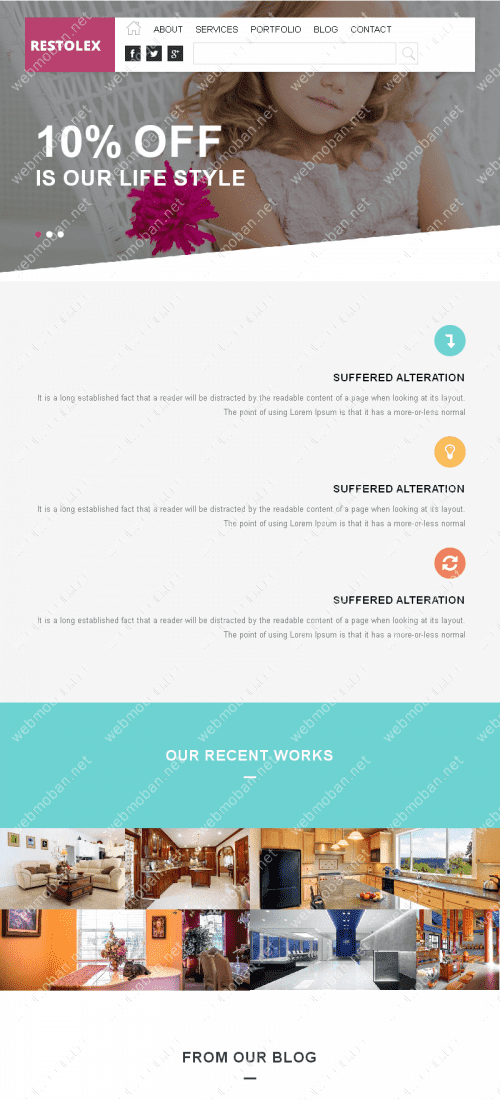 RESTOLEX
ABOUT SERVICES PORTFOLIO BLOG CONTACT
10% OFF
IS OUR LIFE STYLE
SUFFERED ALTERATION
It is a long established fact that a reader will be distracted by the readable content of a page when looking at its layout.
The point of using Lorem Ipsum is that it has a more-or-less normal
SUFFERED ALTERATION
It is a long established fact that a reader will be distracted by the readable content of a page when looking at its layout.
The point of using Lorem Ipsum is that it has a more-or-less normal
SUFFERED ALTERATION
It is a long established fact that a reader will be distracted by the readable content of a page when looking at its layout.
The point of using Lorem Ipsum is that it has a more-or-less normal
OUR RECENT WORKS
FROM OUR BLOG
webmoban.net